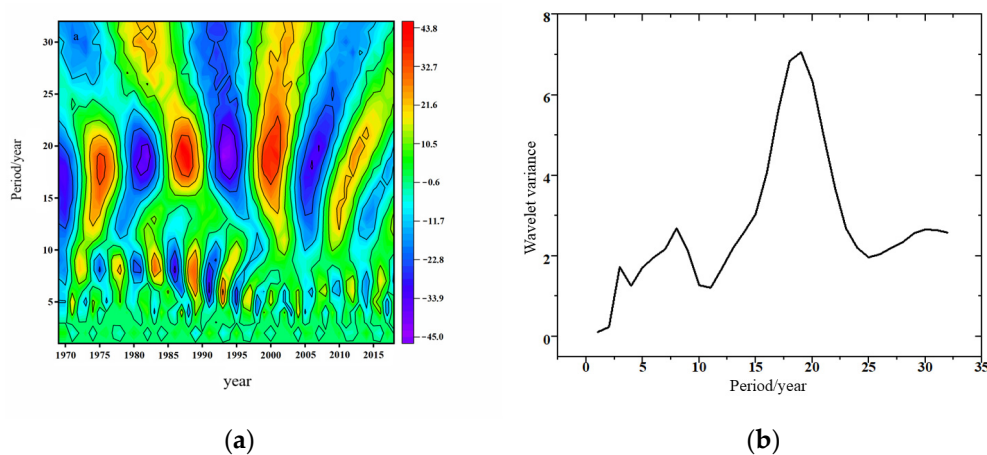 a
Period/year
30
25
20
15
10
5
1970 1975 1980 1985 1990 1995 2000 2005 2010 2015
year
43.8
32.7
21.6
10.5
−0.6
−11.7
−22.8
−33.9
−45.0
(a)
Wavelet variance
8
6
4
2
0
0 5 10 15 20 25 30 35
Period/year
(b)